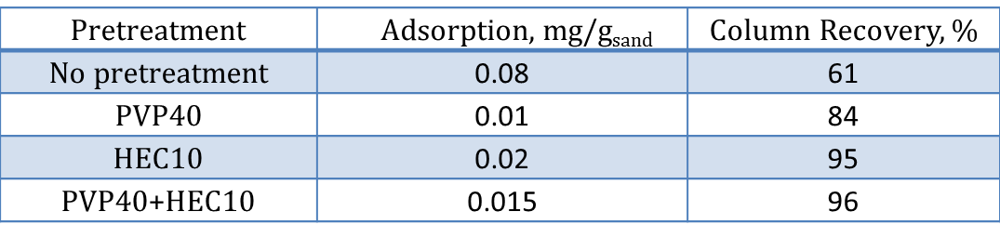 Pretreatment Adsorption, mg/gsand Column Recovery, %
No pretreatment 0.08 61
PVP40 0.01 84
HEC10 0.02 95
PVP40+HEC10 0.015 96